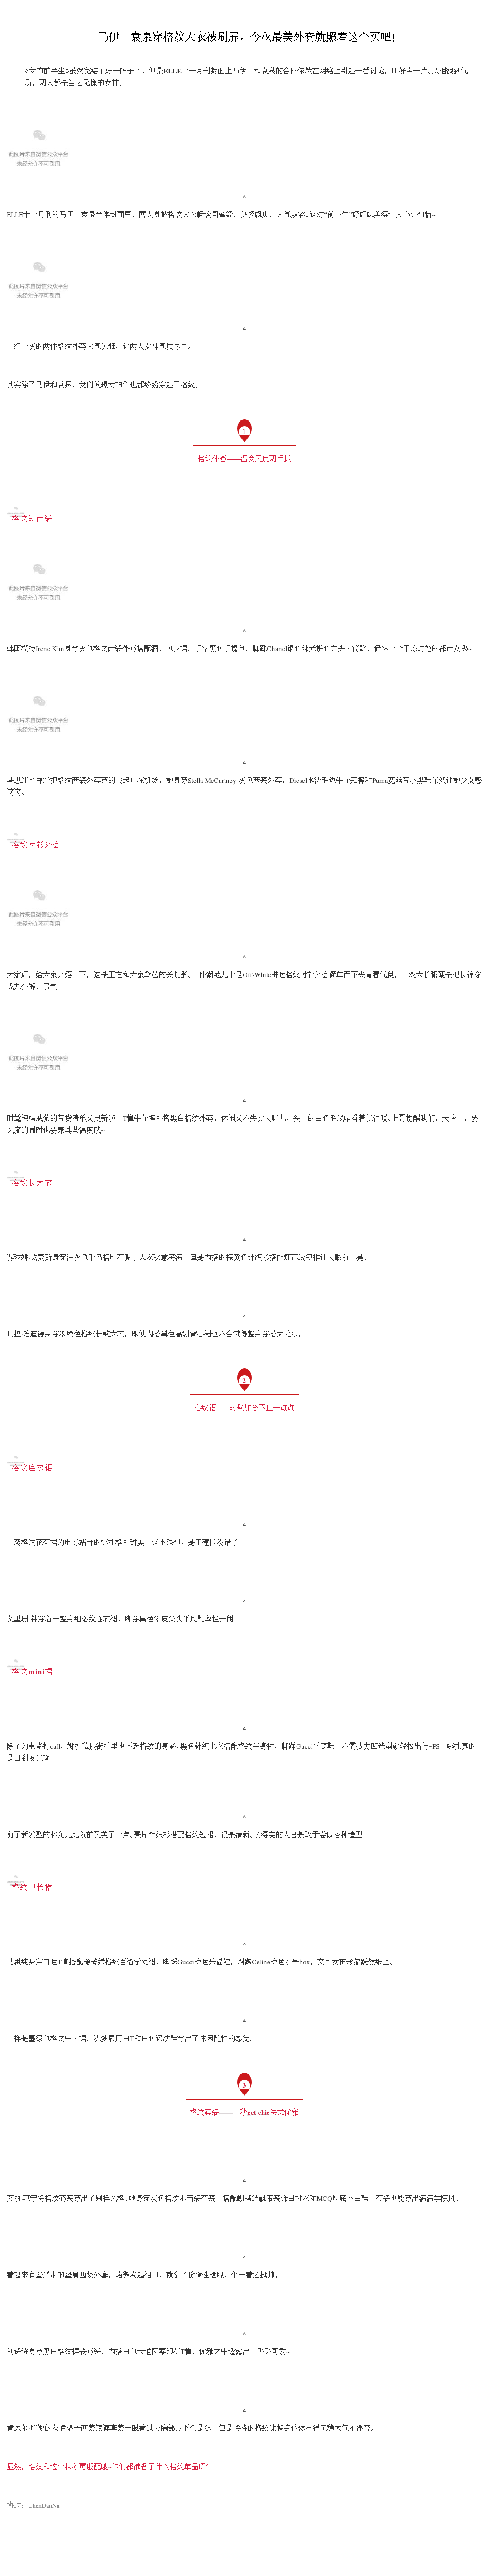 马伊 袁泉穿格纹大衣被刷屏，今秋最美外套就照着这个买吧！
《我的前半生》虽然完结了好一阵子了，但是ELLE十一月刊封面上马伊 和袁泉的合体依然在网络上引起一番讨论，叫好声一片。从相貌到气
质，两人都是当之无愧的女神。
此图片来自微信公众平台
未经允许不可引用
ELLE十一月刊的马伊 袁泉合体封面里，两人身披格纹大衣畅谈闺蜜经，英姿飒爽，大气从容。这对“前半生”好姐妹美得让人心旷神怡~
此图片来自微信公众平台
未经允许不可引用
一红一灰的两件格纹外套大气优雅，让两人女神气质尽显。
其实除了马伊和袁泉，我们发现女神们也都纷纷穿起了格纹。
1
格纹外套——温度风度两手抓
格纹短西装
此图片来自微信公众平台
未经允许不可引用
韩国模特Irene Kim身穿灰色格纹西装外套搭配酒红色皮裙，手拿黑色手提包，脚踩Chanel银色珠光拼色方头长筒靴，俨然一个干练时髦的都市女郎~
此图片来自微信公众平台
未经允许不可引用
马思纯也曾经把格纹西装外套穿的飞起！在机场，她身穿Stella McCartney 灰色西装外套，Diesel水洗毛边牛仔短裤和Puma宽丝带小黑鞋依然让她少女感
满满。
格纹衬衫外套
此图片来自微信公众平台
未经允许不可引用
大家好，给大家介绍一下，这是正在和大家笔芯的关晓彤。一件潮范儿十足Off-White拼色格纹衬衫外套简单而不失青春气息，一双大长腿硬是把长裤穿
成九分裤，服气！
此图片来自微信公众平台
未经允许不可引用
时髦辣妈戚薇的带货清单又更新啦！T恤牛仔裤外搭黑白格纹外套，休闲又不失女人味儿，头上的白色毛线帽看着就很暖。七哥提醒我们，天冷了，要
风度的同时也要兼具些温度哦~
格纹长大衣
赛琳娜·戈麦斯身穿深灰色千鸟格印花呢子大衣秋意满满，但是内搭的棕黄色针织衫搭配灯芯绒短裙让人眼前一亮。
贝拉·哈迪德身穿墨绿色格纹长款大衣，即使内搭黑色高领背心裙也不会觉得整身穿搭太无聊。
2
格纹裙——时髦加分不止一点点
格纹连衣裙
一袭格纹花苞裙为电影站台的娜扎格外甜美，这小眼神儿是丁建国没错了！
艾里珊·钟穿着一整身细格纹连衣裙，脚穿黑色漆皮尖头平底靴率性开朗。
格纹mini裙
除了为电影打call，娜扎私服街拍里也不乏格纹的身影。黑色针织上衣搭配格纹半身裙，脚踩Gucci平底鞋，不需费力凹造型就轻松出行~PS：娜扎真的
是白到发光啊！
剪了新发型的林允儿比以前又美了一点。亮片针织衫搭配格纹短裙，很是清新。长得美的人总是敢于尝试各种造型！
格纹中长裙
马思纯身穿白色T恤搭配橄榄绿格纹百褶学院裙，脚踩Gucci棕色乐福鞋，斜跨Celine棕色小号box，文艺女神形象跃然纸上。
一样是墨绿色格纹中长裙，沈梦辰用白T和白色运动鞋穿出了休闲随性的感觉。
3
格纹套装——一秒get chic法式优雅
艾丽·范宁将格纹套装穿出了别样风格。她身穿灰色格纹小西装套装，搭配蝴蝶结飘带装饰白衬衣和MCQ厚底小白鞋，套装也能穿出满满学院风。
看起来有些严肃的垫肩西装外套，略微卷起袖口，就多了份随性洒脱，乍一看还挺帅。
刘诗诗身穿黑白格纹裙装套装，内搭白色卡通图案印花T恤，优雅之中透露出一丢丢可爱~
肯达尔·詹娜的灰色格子西装短裤套装一眼看过去胸部以下全是腿！但是矜持的格纹让整身依然显得沉稳大气不浮夸。
显然，格纹和这个秋冬更般配哦~你们都准备了什么格纹单品呀？
协助：ChenDanNa